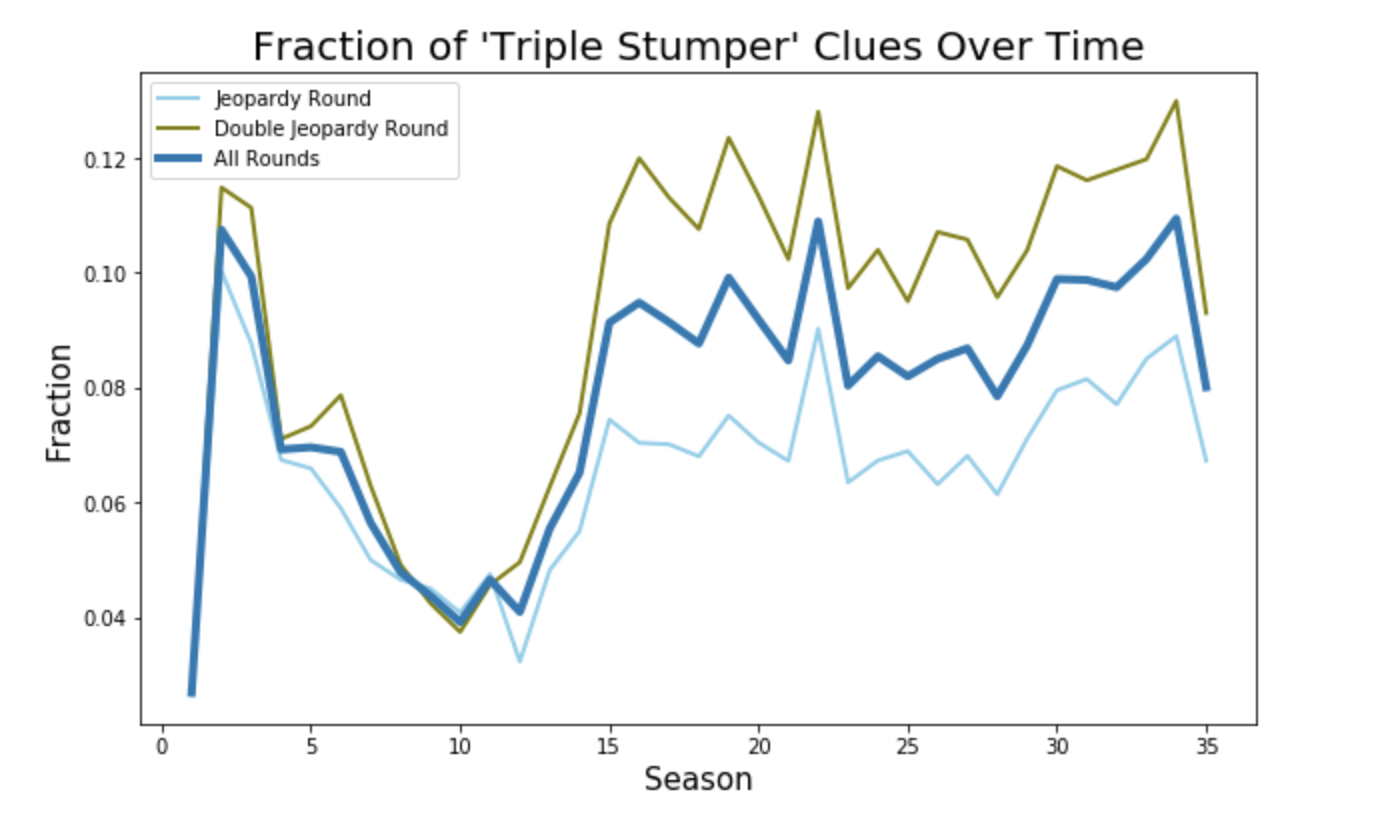 Fraction of 'Triple Stumper' Clues Over Time
Jeopardy Round
Double Jeopardy Round
All Rounds
0.12
0.10
0.08
0.06
0.04
Fraction
0 5 10 15 20 25 30 35
Season